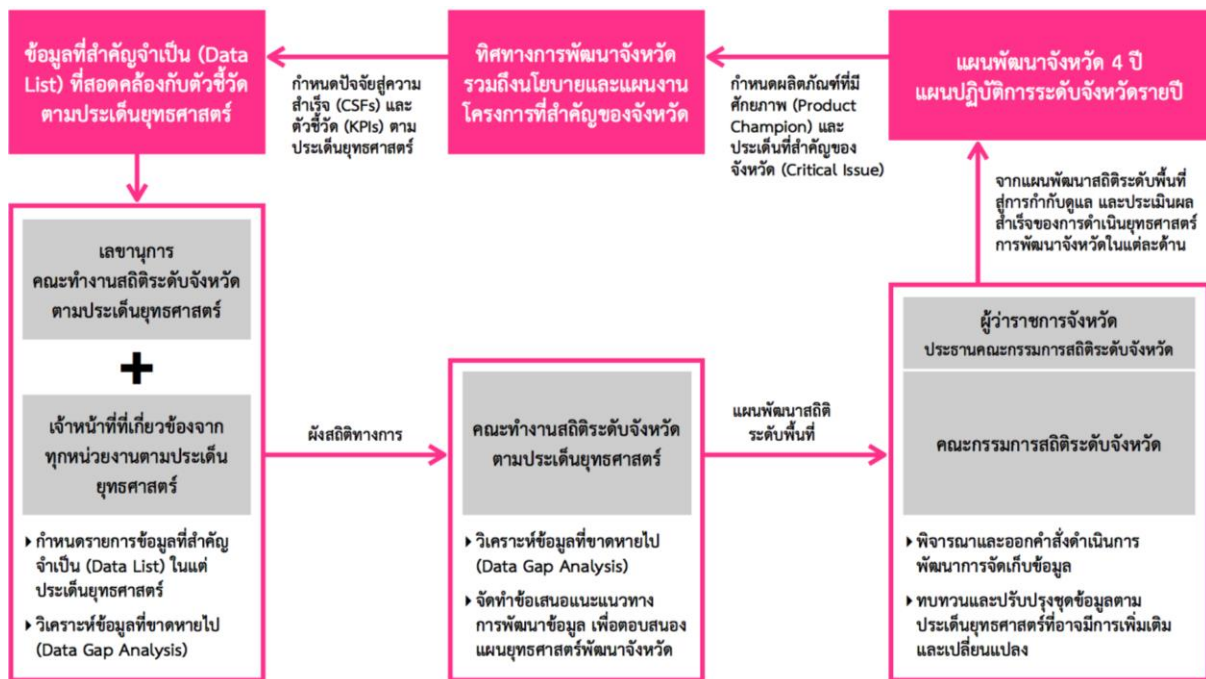 ข้อมูลที่สำคัญจำเป็น (Data
List) ที่สอดคล้องกับตัวชี้วัด
ตามประเด็นยุทธศาสตร์
กำหนดปัจจัยสู่ความ
สำเร็จ (CSFs) และ
ตัวชี้วัด (KPIs) ตาม
ประเด็นยุทธศาสตร์
ทิศทางการพัฒนาจังหวัด
รวมถึงนโยบายและแผนงาน
โครงการที่สำคัญของจังหวัด
กำหนดผลิตภัณฑ์ที่มี
ศักยภาพ (Product
Champion) และ
ประเด็นที่สำคัญของ
จังหวัด (Critical Issue)
แผนพัฒนาจังหวัด 4 ปี
แผนปฏิบัติการระดับจังหวัดรายปี
จากแผนพัฒนาสถิติระดับพื้นที่
สู่การกำกับดูแล และประเมินผล
สำเร็จของการดำเนินยุทธศาสตร์
การพัฒนาจังหวัดในแต่ละด้าน
เลขานุการ
คณะทำงานสถิติระดับจังหวัด
ตามประเด็นยุทธศาสตร์
+
เจ้าหน้าที่ที่เกี่ยวข้องจาก
ทุกหน่วยงานตามประเด็น
ยุทธศาสตร์
▸ กำหนดรายการข้อมูลที่สำคัญ
จำเป็น (Data List) ในแต่
ประเด็นยุทธศาสตร์
▸ วิเคราะห์ข้อมูลที่ขาดหายไป
(Data Gap Analysis)
ผังสถิติทางการ
คณะทำงานสถิติระดับจังหวัด
ตามประเด็นยุทธศาสตร์
▸ วิเคราะห์ข้อมูลที่ขาดหายไป
(Data Gap Analysis)
▸ จัดทำข้อเสนอแนะแนวทาง
การพัฒนาข้อมูล เพื่อตอบสนอง
แผนยุทธศาสตร์พัฒนาจังหวัด
แผนพัฒนาสถิติ
ระดับพื้นที่
ผู้ว่าราชการจังหวัด
ประธานคณะกรรมการสถิติระดับจังหวัด
คณะกรรมการสถิติระดับจังหวัด
▸ พิจารณาและออกคำสั่งดำเนินการ
พัฒนาการจัดเก็บข้อมูล
▸ ทบทวนและปรับปรุงชุดข้อมูลตาม
ประเด็นยุทธศาสตร์ที่อาจมีการเพิ่มเติม
และเปลี่ยนแปลง